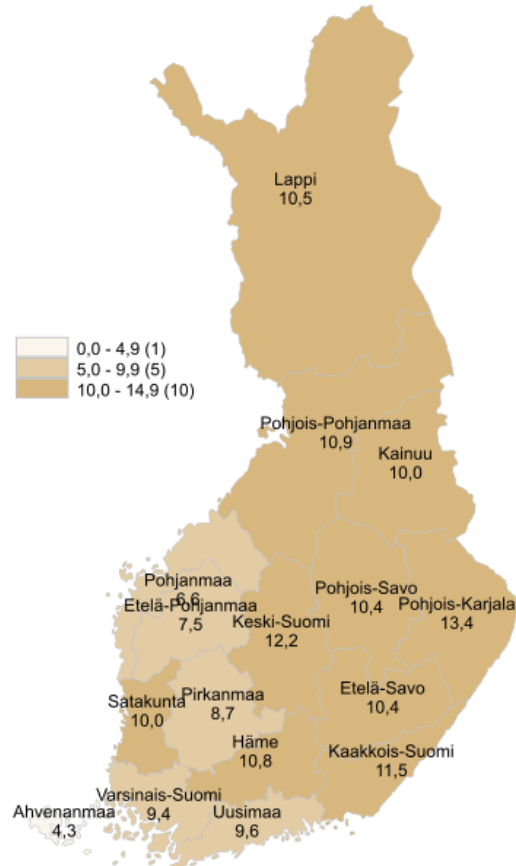 Lappi
10,5
0,0 - 4,9 (1)
5,0 - 9,9 (5)
10,0 - 14,9 (10)
Pohjois-Pohjanmaa
10,9
Kainuu
10,0
Pohjanmaa
6,6
Etelä-Pohjanmaa
7,5
Keski-Suomi
12,2
Pohjois-Savo
10,4
Pohjois-Karjala
13,4
Satakunta
10,0
Pirkanmaa
8,7
Etelä-Savo
10,4
Häme
10,8
Kaakkois-Suomi
11,5
Varsinais-Suomi
9,4
Uusimaa
9,6
Ahvenanmaa
4,3